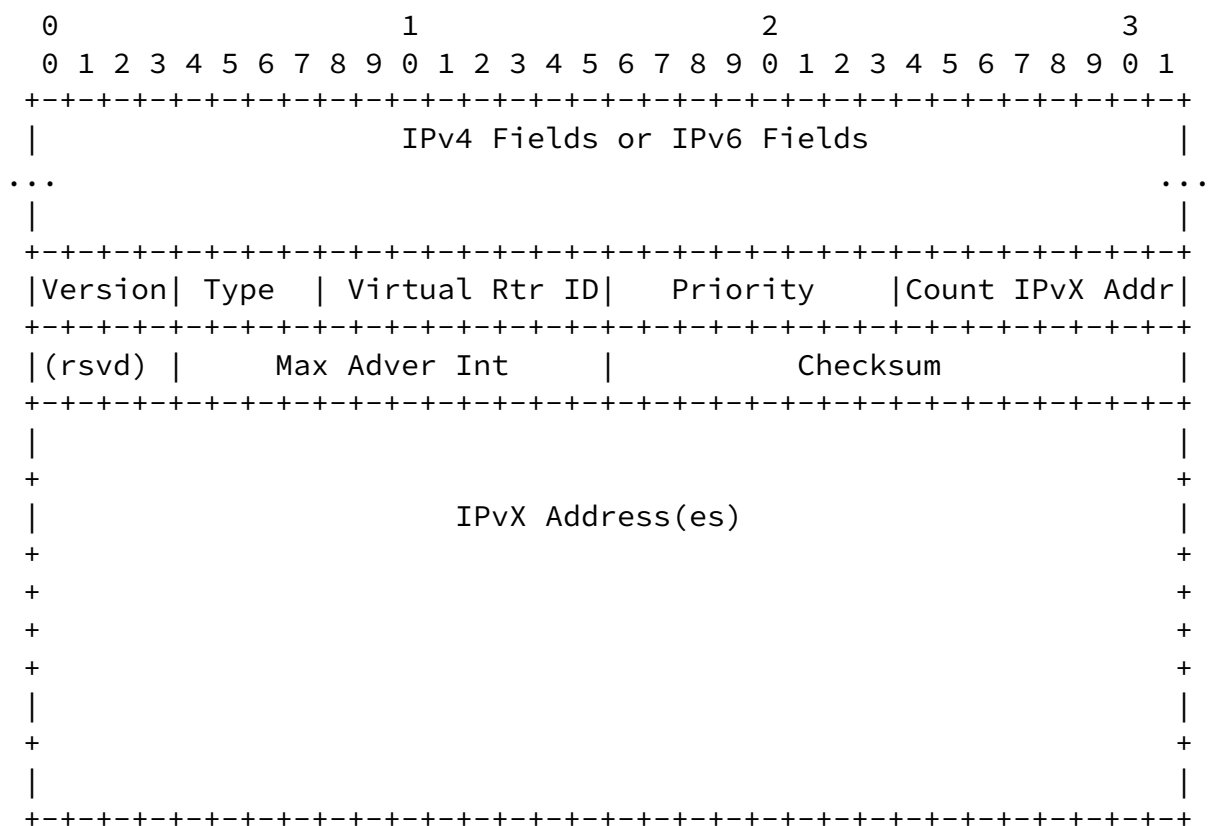 0                   1                   2                   3
 0 1 2 3 4 5 6 7 8 9 0 1 2 3 4 5 6 7 8 9 0 1 2 3 4 5 6 7 8 9 0 1
+-+-+-+-+-+-+-+-+-+-+-+-+-+-+-+-+-+-+-+-+-+-+-+-+-+-+-+-+-+-+-+-+
|                    IPv4 Fields or IPv6 Fields                 |
...                                                             ...
|                                                               |
+-+-+-+-+-+-+-+-+-+-+-+-+-+-+-+-+-+-+-+-+-+-+-+-+-+-+-+-+-+-+-+-+
|Version| Type  | Virtual Rtr ID|   Priority    |Count IPvX Addr|
+-+-+-+-+-+-+-+-+-+-+-+-+-+-+-+-+-+-+-+-+-+-+-+-+-+-+-+-+-+-+-+-+
|(rsvd) |     Max Adver Int     |          Checksum             |
+-+-+-+-+-+-+-+-+-+-+-+-+-+-+-+-+-+-+-+-+-+-+-+-+-+-+-+-+-+-+-+-+
|                                                               |
+                                                               +
|                       IPvX Address(es)                        |
+                                                               +
+                                                               +
+                                                               +
+                                                               +
|                                                               |
+                                                               +
|                                                               |
+-+-+-+-+-+-+-+-+-+-+-+-+-+-+-+-+-+-+-+-+-+-+-+-+-+-+-+-+-+-+-+-+